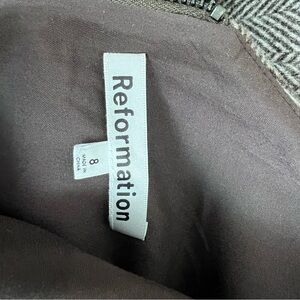 Reformation
8
MADE IN
CHINA